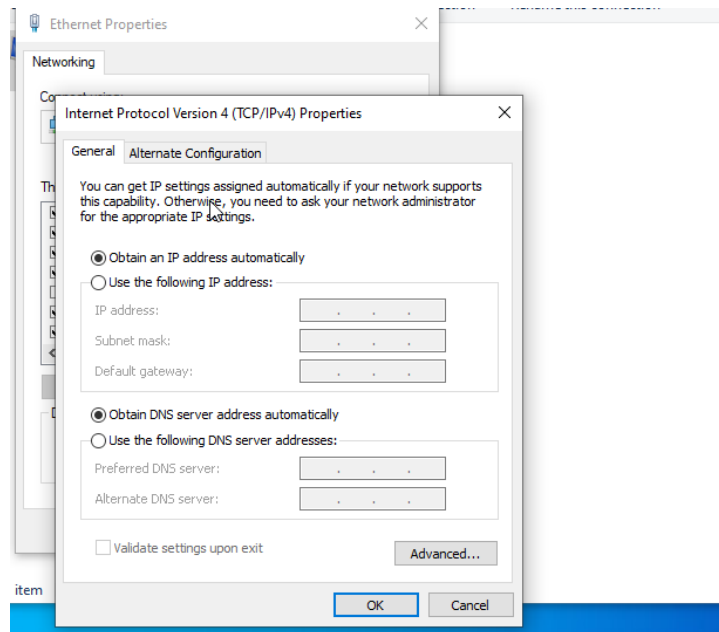 Ethernet Properties
Networking
Internet Protocol Version 4 (TCP/IPv4) Properties
General Alternate Configuration
You can get IP settings assigned automatically if your network supports
this capability. Otherwise, you need to ask your network administrator
for the appropriate IP settings.
Obtain an IP address automatically
Use the following IP address:
IP address:
Subnet mask:
Default gateway:
Obtain DNS server address automatically
Use the following DNS server addresses:
Preferred DNS server:
Alternate DNS server:
Validate settings upon exit
Advanced...
item
OK Cancel